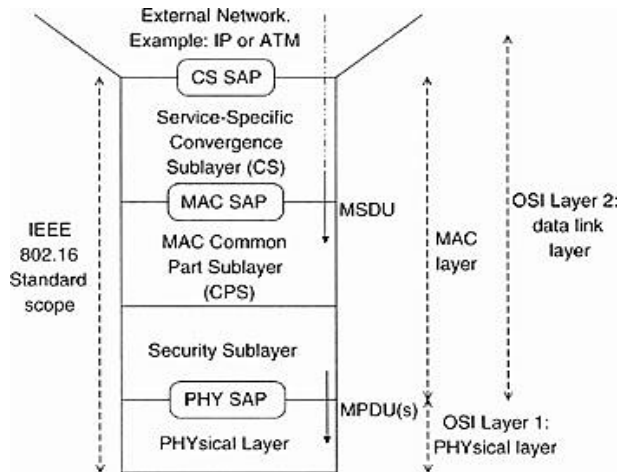 External Network.
Example: IP or ATM
CS SAP
Service-Specific
Convergence
Sublayer (CS)
MAC SAP
MSDU
MAC Common
Part Sublayer
(CPS)
Security Sublayer
PHY SAP
MPDU(s)
PHYsical Layer
IEEE
802.16
Standard
scope
MAC
layer
OSI Layer 2:
data link
layer
OSI Layer 1:
PHYsical layer